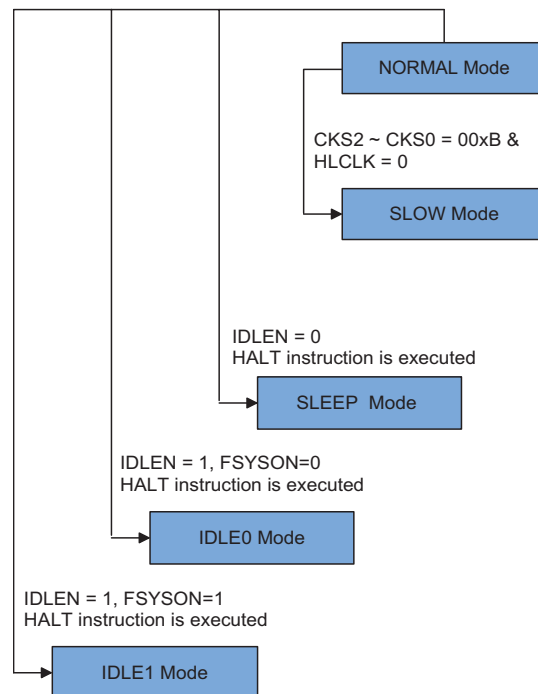 NORMAL Mode
CKS2 ~ CKS0 = 00xB &
HLCLK = 0
SLOW Mode
IDLEN = 0
HALT instruction is executed
SLEEP Mode
IDLEN = 1, FSYSON=0
HALT instruction is executed
IDLE0 Mode
IDLEN = 1, FSYSON=1
HALT instruction is executed
IDLE1 Mode